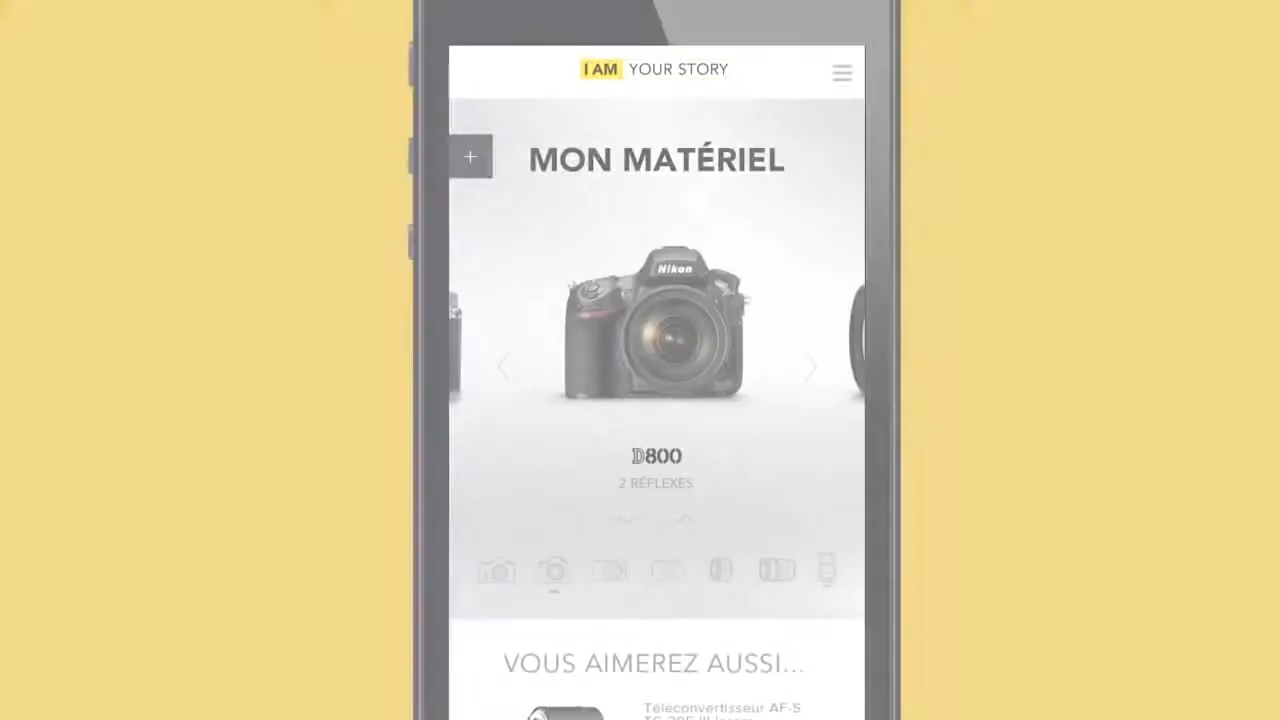 I AM YOUR STORY
+
MON MATÉRIEL
Nikon
D800
2 RÉFLEXES
VOUS AIMEREZ AUSSI...
Téléconvertisseur AF-S